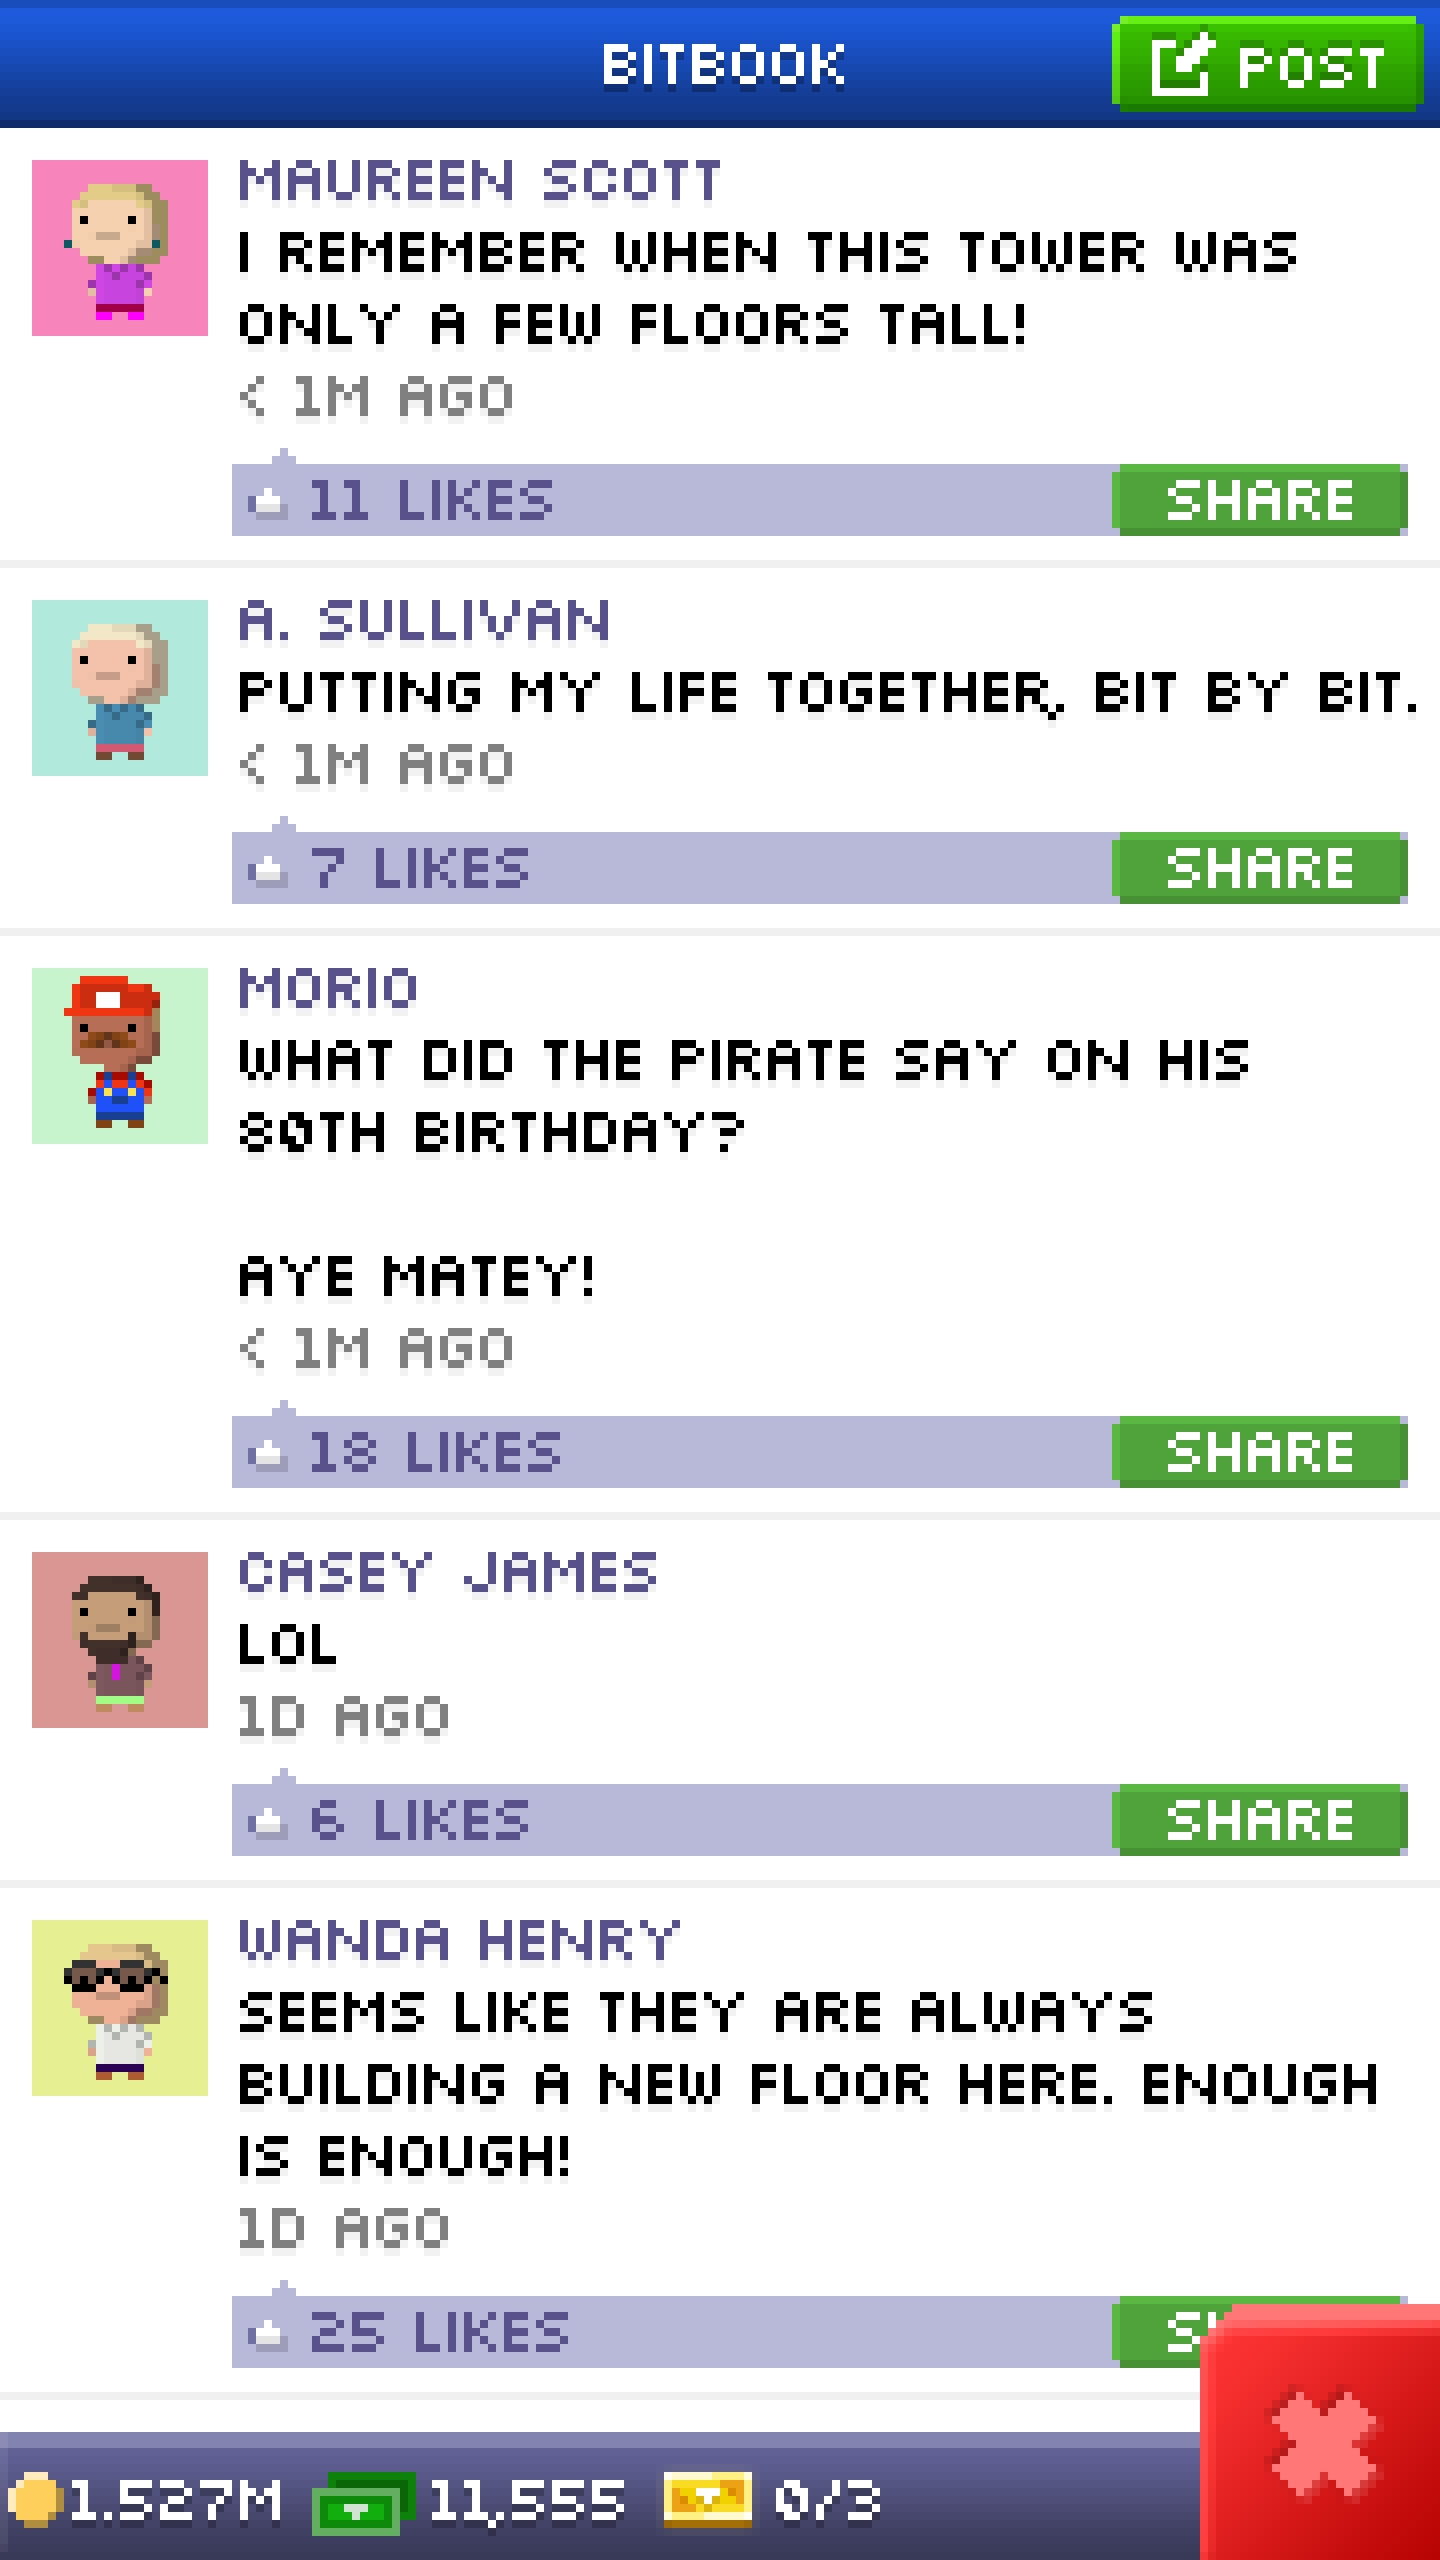 BITBOOK
POST
MAUREEN SCOTT
I REMEMBER WHEN THIS TOWER WAS
ONLY A FEW FLOORS TALL!
< 1M AGO
11 LIKES
SHARE
A. SULLIVAN
PUTTING MY LIFE TOGETHER, BIT BY BIT.
< 1M AGO
7 LIKES
SHARE
MORIO
WHAT DID THE PIRATE SAY ON HIS
80TH BIRTHDAY?
AYE MATEY!
< 1M AGO
18 LIKES
SHARE
CASEY JAMES
LOL
1D AGO
6 LIKES
SHARE
WANDA HENRY
SEEMS LIKE THEY ARE ALWAYS
BUILDING A NEW FLOOR HERE. ENOUGH
IS ENOUGH!
1D AGO
25 LIKES
1.527M
11,555
0/3